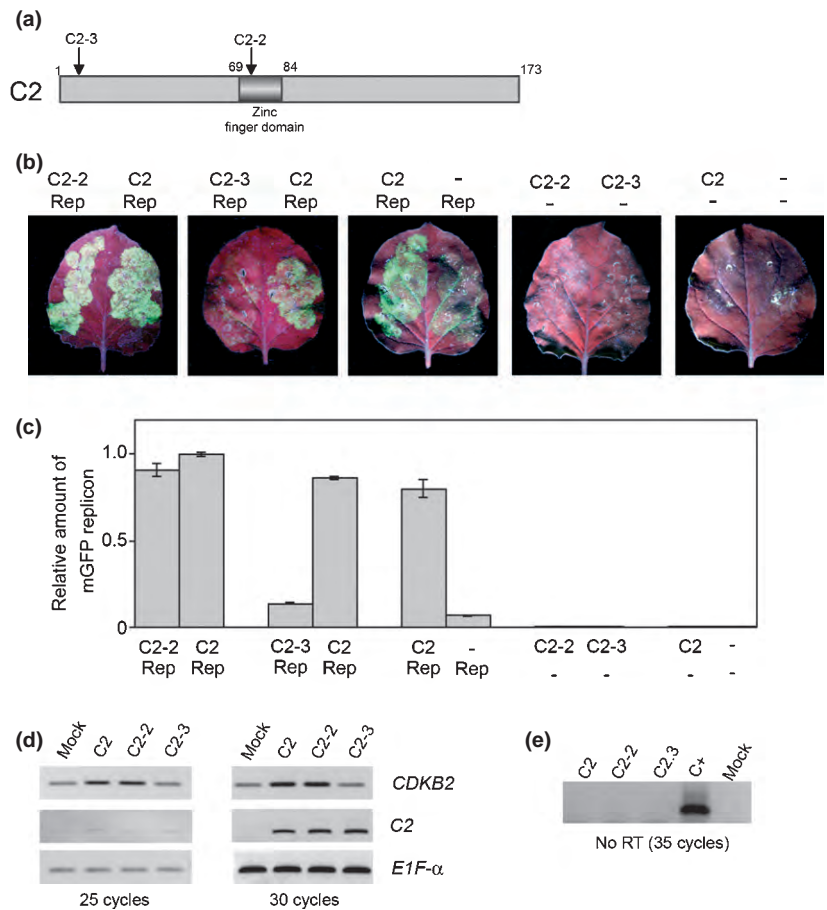 (a)
C2-3 C2-2
1 69 84 173
C2
Zinc
finger domain
(b)
C2-2 C2 C2-3 C2 C2 - C2-2 C2-3 C2 -
Rep Rep Rep Rep Rep Rep - - - -
(c)
Relative amount of
mGFP replicon
1.0
0.5
0
C2-2 C2 C2-3 C2 C2 - C2-2 C2-3 C2 -
Rep Rep Rep Rep Rep Rep - - - -
(d)
Mock C2 C2-2 C2-3 Mock C2 C2-2 C2-3
CDKB2
C2
E1F-α
25 cycles 30 cycles
(e)
C2 C2-2 C2.3 C+ Mock
No RT (35 cycles)